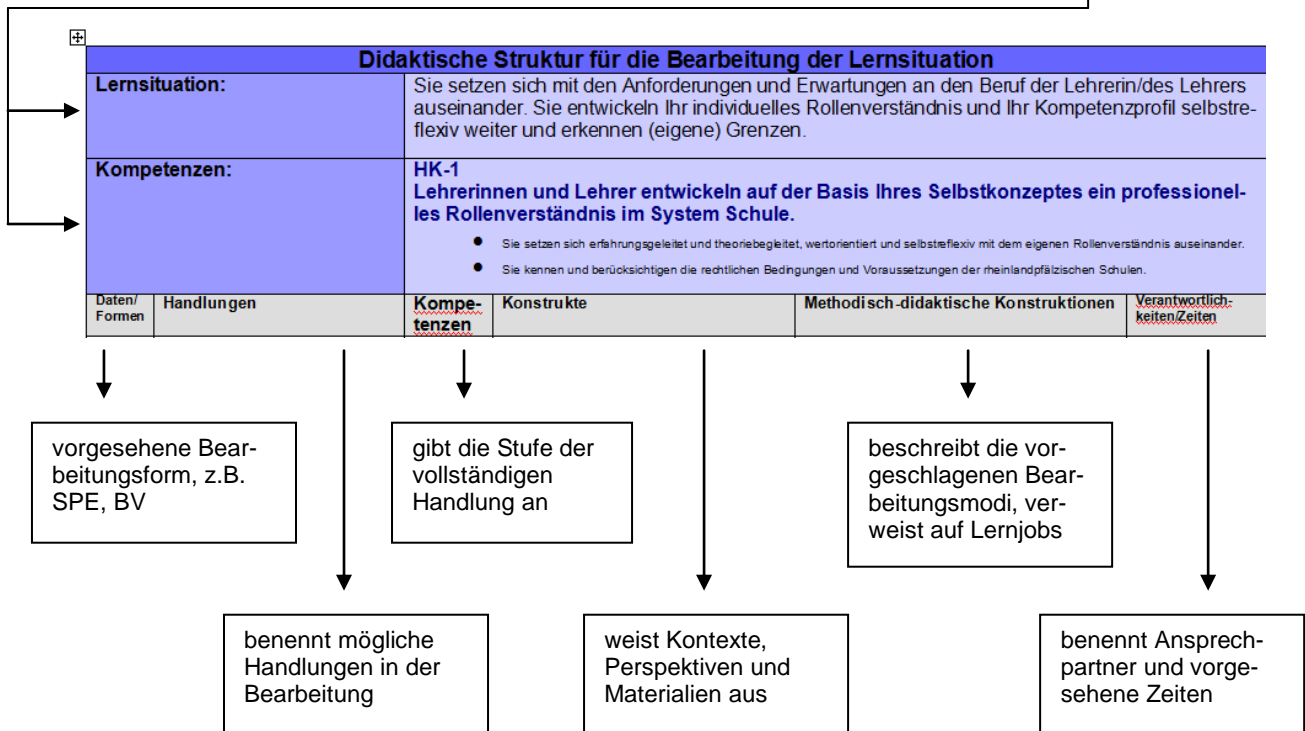 Didaktische Struktur für die Bearbeitung der Lernsituation
Lernsituation:
Sie setzen sich mit den Anforderungen und Erwartungen an den Beruf der Lehrerin/des Lehrers
auseinander. Sie entwickeln Ihr individuelles Rollenverständnis und Ihr Kompetenzprofil selbstre-
flexiv weiter und erkennen (eigene) Grenzen.
Kompetenzen:
HK-1
Lehrerinnen und Lehrer entwickeln auf der Basis Ihres Selbstkonzeptes ein professionel-
les Rollenverständnis im System Schule.
● Sie setzen sich erfahrungsgeleitet und theoriebegleitet, wertorientiert und selbstreflexiv mit dem eigenen Rollenverständnis auseinander.
● Sie kennen und berücksichtigen die rechtlichen Bedingungen und Voraussetzungen der rheinlandpfälzischen Schulen.
Daten/
Formen
Handlungen
Kompe-
tenzen
Konstrukte
Methodisch-didaktische Konstruktionen
Verantwortlich-
keiten/Zeiten
vorgesehene Bear-
beitungsform, z.B.
SPE, BV
gibt die Stufe der
vollständigen
Handlung an
beschreibt die vor-
geschlagenen Bear-
beitungsmodi, ver-
weist auf Lernjobs
benennt mögliche
Handlungen in der
Bearbeitung
weist Kontexte,
Perspektiven und
Materialien aus
benennt Ansprech-
partner und vorge-
sehene Zeiten